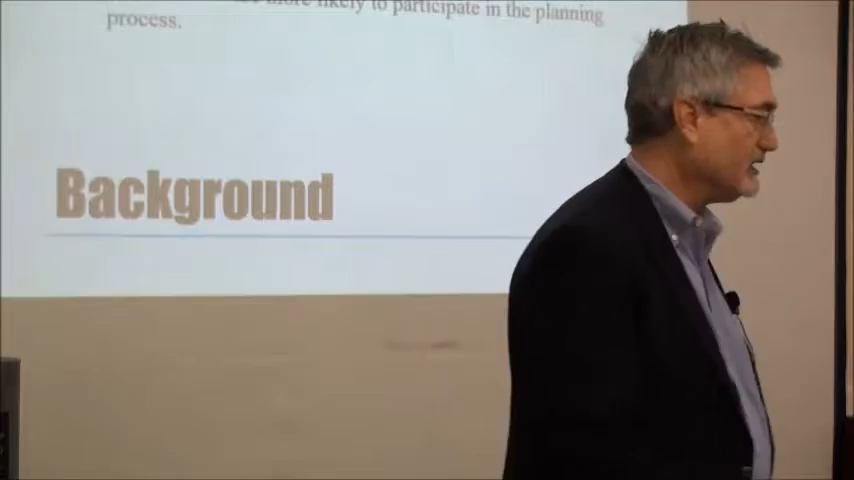 more likely to participate in the planning
process.
Background